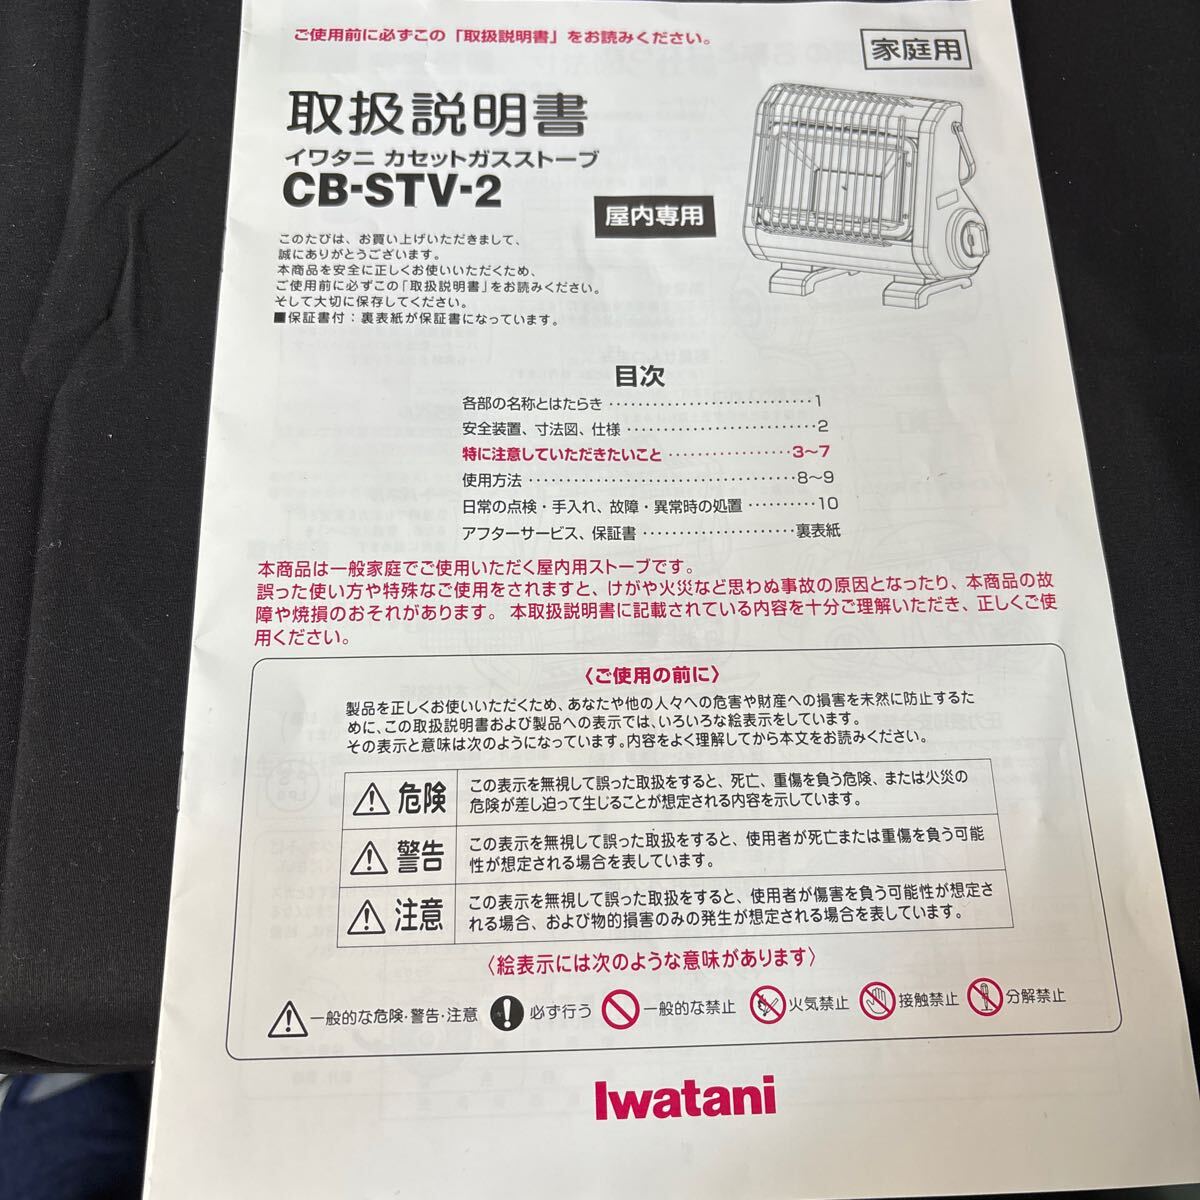 ご使用前に必ずこの「取扱説明書」をお読みください。
家庭用
取扱説明書
イワタニ カセットガスストーブ
CB-STV-2
屋内専用
このたびは、お買い上げいただきまして、
誠にありがとうございます。
本商品を安全に正しくお使いいただくため、
ご使用前に必ずこの「取扱説明書」をお読みください。
そして大切に保存してください。
■保証書付：裏表紙が保証書になっています。
目次
各部の名称とはたらき ････････････････････････････ 1
安全装置、寸法図、仕様 ･･････････････････････････ 2
特に注意していただきたいこと ･････････････････ 3〜7
使用方法 ･････････････････････････････････････ 8〜9
日常の点検・手入れ、故障・異常時の処置 ･･････････ 10
アフターサービス、保証書 ･････････････････････ 裏表紙
本商品は一般家庭でご使用いただく屋内用ストーブです。
誤った使い方や特殊なご使用をされますと、けがや火災など思わぬ事故の原因となったり、本商品の故
障や焼損のおそれがあります。本取扱説明書に記載されている内容を十分ご理解いただき、正しくご使
用ください。
〈ご使用の前に〉
製品を正しくお使いいただくため、あなたや他の人々への危害や財産への損害を未然に防止するた
めに、この取扱説明書および製品への表示では、いろいろな絵表示をしています。
その表示と意味は次のようになっています。内容をよく理解してから本文をお読みください。
危険
この表示を無視して誤った取扱をすると、死亡、重傷を負う危険、または火災の
危険が差し迫って生じることが想定される内容を示しています。
警告
この表示を無視して誤った取扱をすると、使用者が死亡または重傷を負う可能
性が想定される場合を表しています。
注意
この表示を無視して誤った取扱をすると、使用者が傷害を負う可能性が想定さ
れる場合、および物的損害のみの発生が想定される場合を表しています。
〈絵表示には次のような意味があります〉
一般的な危険・警告・注意 必ず行う 一般的な禁止 火気禁止 接触禁止 分解禁止
Iwatani